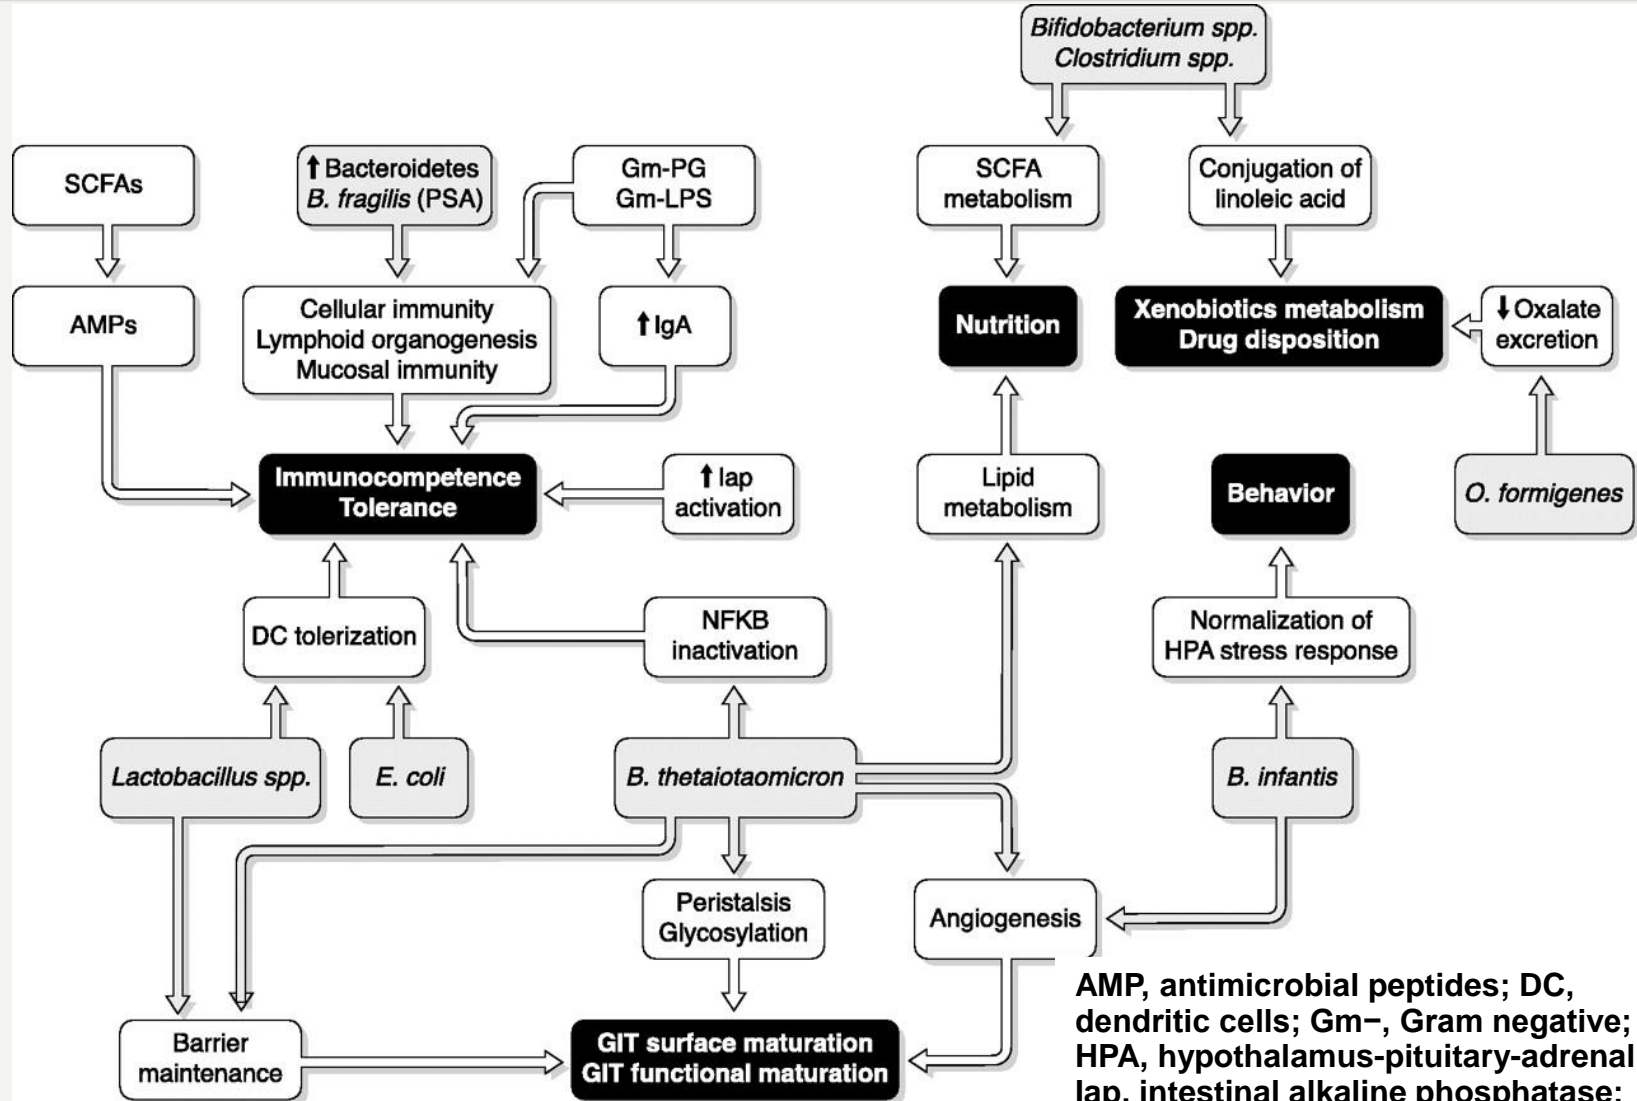 Bifidobacterium spp.
Clostridium spp.
SCFAs
↑ Bacteroidetes
B. fragilis (PSA)
Gm-PG
Gm-LPS
SCFA
metabolism
Conjugation of
linoleic acid
AMPs
Cellular immunity
Lymphoid organogenesis
Mucosal immunity
↑ IgA
Nutrition
Xenobiotics metabolism
Drug disposition
↓ Oxalate
excretion
Immunocompetence
Tolerance
↑ Iap
activation
Lipid
metabolism
Behavior
O. formigenes
DC tolerization
NFKB
inactivation
Normalization of
HPA stress response
Lactobacillus spp.
E. coli
B. thetaiotaomicron
B. infantis
Peristalsis
Glycosylation
Angiogenesis
Barrier
maintenance
GIT surface maturation
GIT functional maturation
AMP, antimicrobial peptides; DC,
dendritic cells; Gm−, Gram negative;
HPA, hypothalamus-pituitary-adrenal
Iap, intestinal alkaline phosphatase;